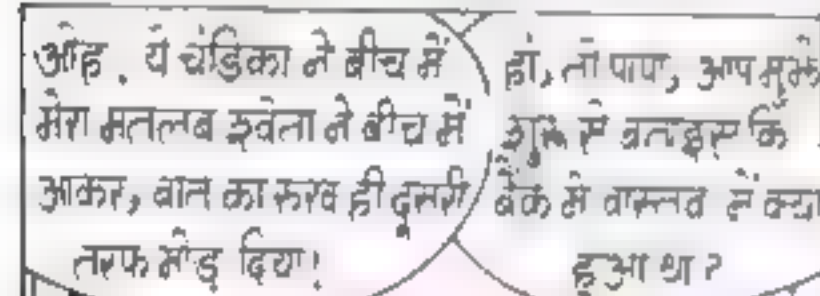 ओह. ये चंडिका ने बीच में
मेरा मतलब श्वेता ने बीच में
आकर, बात का रुख ही दूसरी
तरफ मोड़ दिया!
हां, तो पापा, आप मुझे
शुरू से बताइए कि
बैंक में वास्तव में क्या
हुआ था?